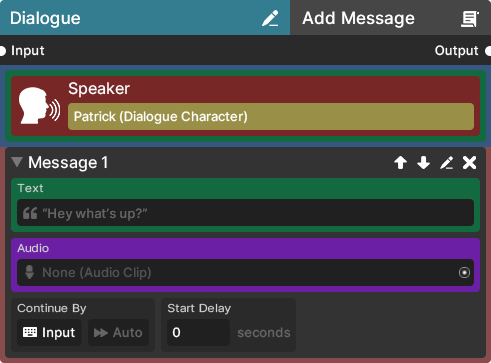 Dialogue
Add Message
Input
Output
Speaker
Patrick (Dialogue Character)
Message 1
Text
“Hey what’s up?”
Audio
None (Audio Clip)
Continue By
Start Delay
Input
Auto
0
seconds